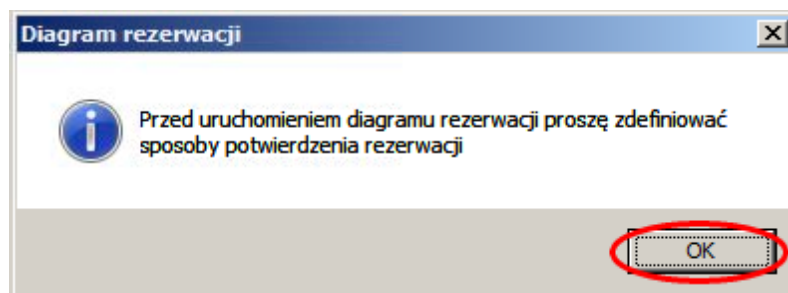 Diagram rezerwacji
Przed uruchomieniem diagramu rezerwacji proszę zdefiniować
sposoby potwierdzenia rezerwacji
OK